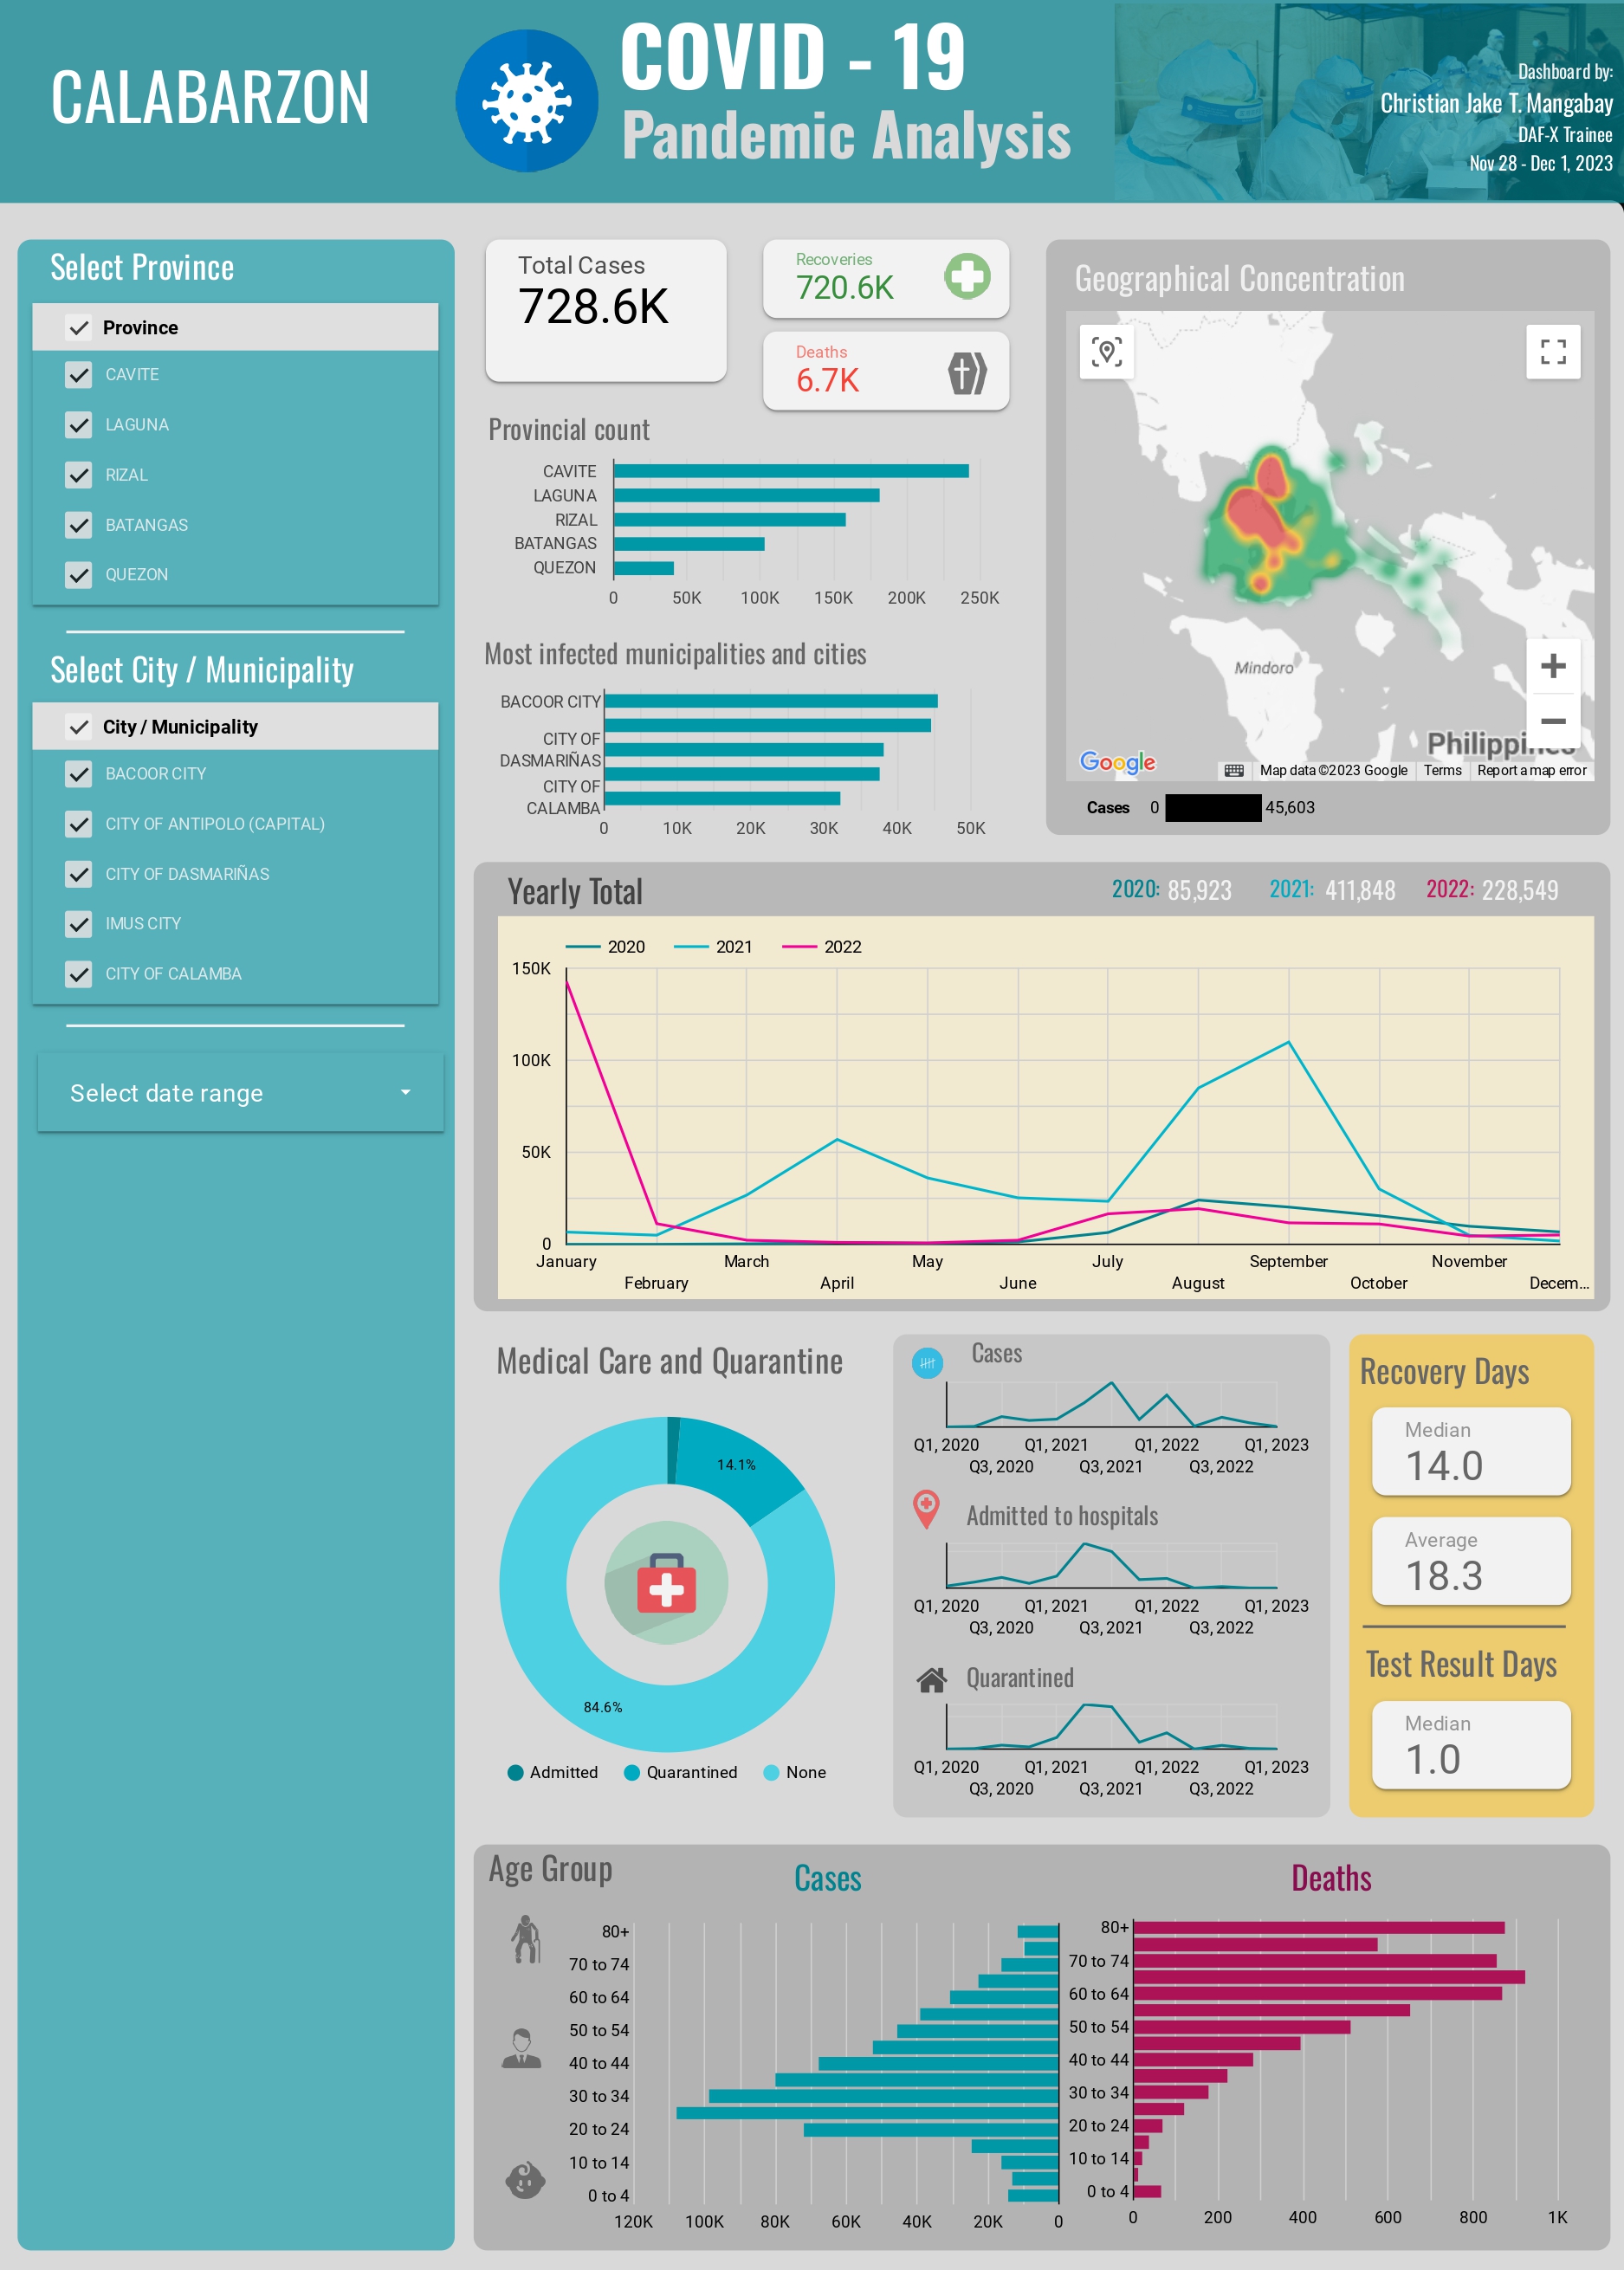 CALABARZON
COVID - 19
Pandemic Analysis
Dashboard by:
Christian Jake T. Mangabay
DAF-X Trainee
Nov 28 - Dec 1, 2023
Select Province
Province
CAVITE
LAGUNA
RIZAL
BATANGAS
QUEZON
Select City / Municipality
City / Municipality
BACOOR CITY
CITY OF ANTIPOLO (CAPITAL)
CITY OF DASMARIÑAS
IMUS CITY
CITY OF CALAMBA
Select date range
Total Cases
728.6K
Recoveries
720.6K
Deaths
6.7K
Provincial count
CAVITE
LAGUNA
RIZAL
BATANGAS
QUEZON
0 50K 100K 150K 200K 250K
Most infected municipalities and cities
BACOOR CITY
CITY OF
DASMARIÑAS
CITY OF
CALAMBA
0 10K 20K 30K 40K 50K
Geographical Concentration
Mindoro
Philippines
Google
Map data ©2023 Google Terms Report a map error
Cases 0 45,603
Yearly Total
2020: 85,923 2021: 411,848 2022: 228,549
2020 2021 2022
150K
100K
50K
0
January February March April May June July August September October November Decem...
Medical Care and Quarantine
14.1%
84.6%
Admitted Quarantined None
Cases
Q1, 2020 Q1, 2021 Q1, 2022 Q1, 2023
Q3, 2020 Q3, 2021 Q3, 2022
Admitted to hospitals
Q1, 2020 Q1, 2021 Q1, 2022 Q1, 2023
Q3, 2020 Q3, 2021 Q3, 2022
Quarantined
Q1, 2020 Q1, 2021 Q1, 2022 Q1, 2023
Q3, 2020 Q3, 2021 Q3, 2022
Recovery Days
Median
14.0
Average
18.3
Test Result Days
Median
1.0
Age Group
Cases
80+
70 to 74
60 to 64
50 to 54
40 to 44
30 to 34
20 to 24
10 to 14
0 to 4
120K 100K 80K 60K 40K 20K 0
Deaths
80+
70 to 74
60 to 64
50 to 54
40 to 44
30 to 34
20 to 24
10 to 14
0 to 4
0 200 400 600 800 1K